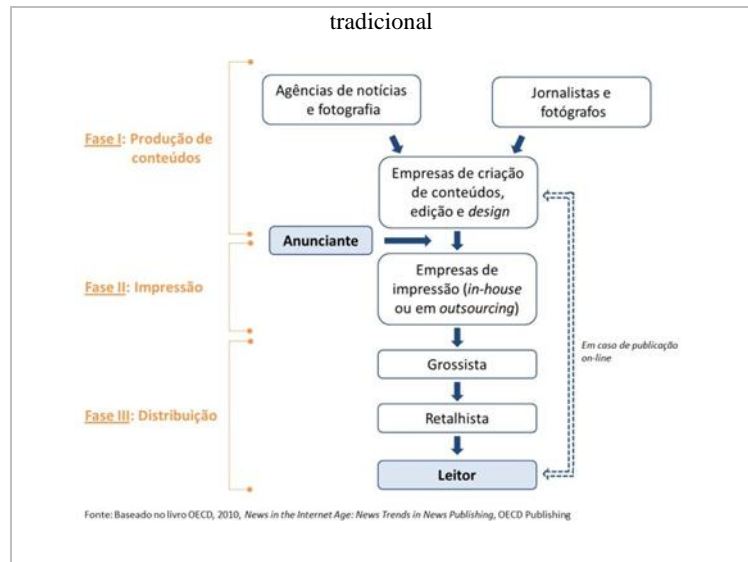 tradicional
Agências de notícias
e fotografia
Jornalistas e
fotógrafos
Fase I: Produção de
conteúdos
Empresas de criação
de conteúdos,
edição e design
Anunciante
Fase II: Impressão
Empresas de
impressão (in-house
ou em outsourcing)
Em caso de publicação
on-line
Grossista
Fase III: Distribuição
Retalhista
Leitor
Fonte: Baseado no livro OECD, 2010, News in the Internet Age: News Trends in News Publishing, OECD Publishing